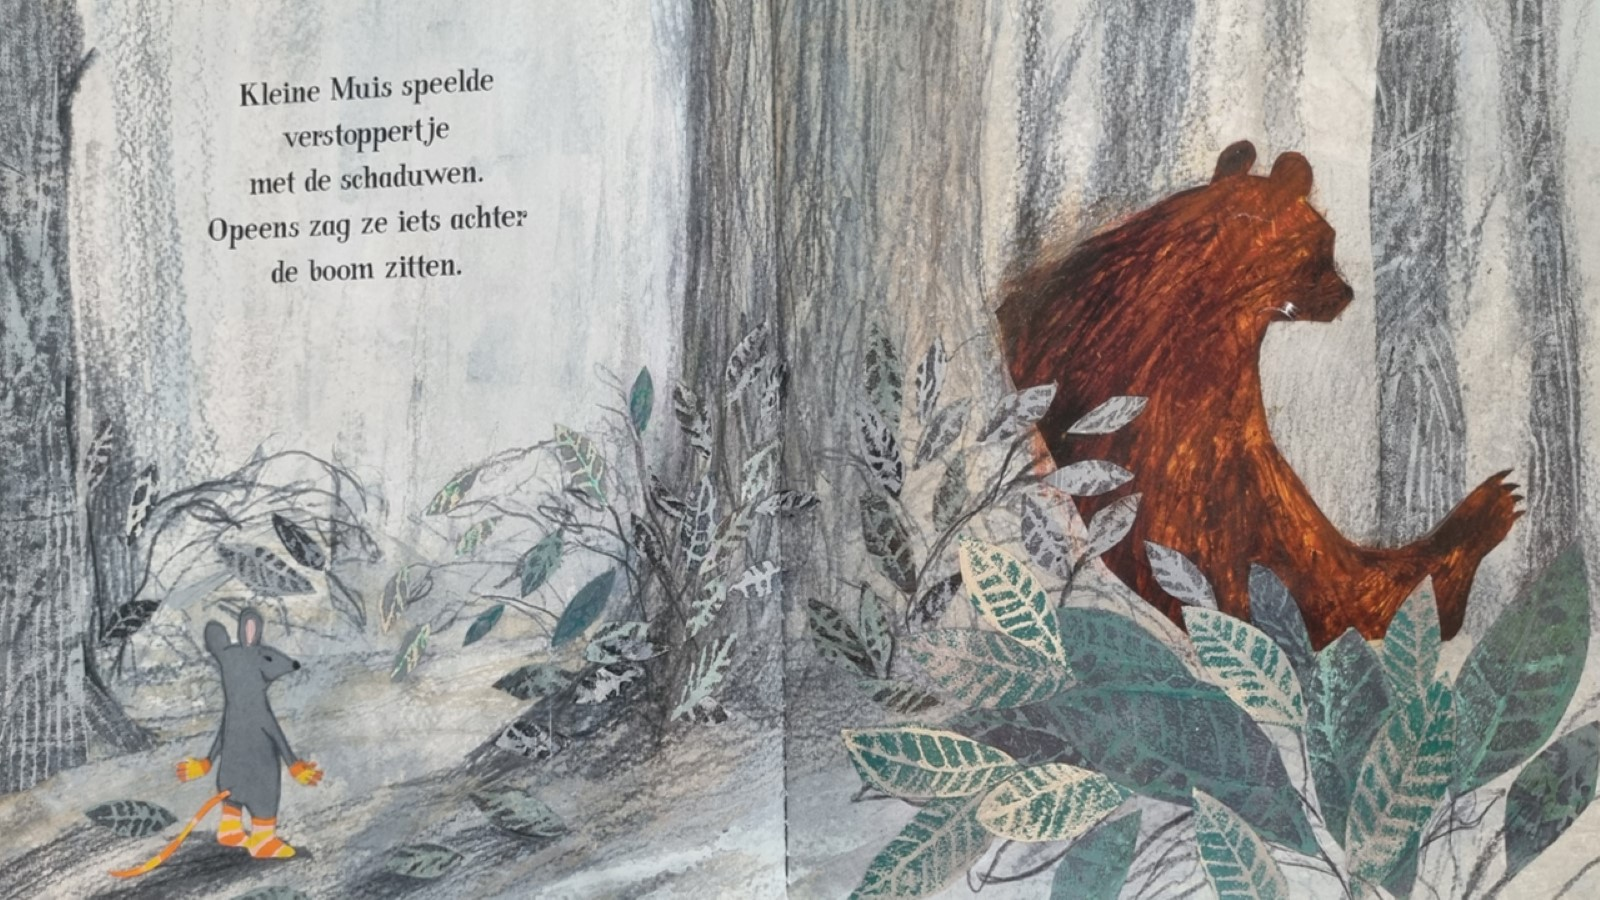 Kleine Muis speelde
verstoppertje
met de schaduwen.
Opeens zag ze iets achter
de boom zitten.